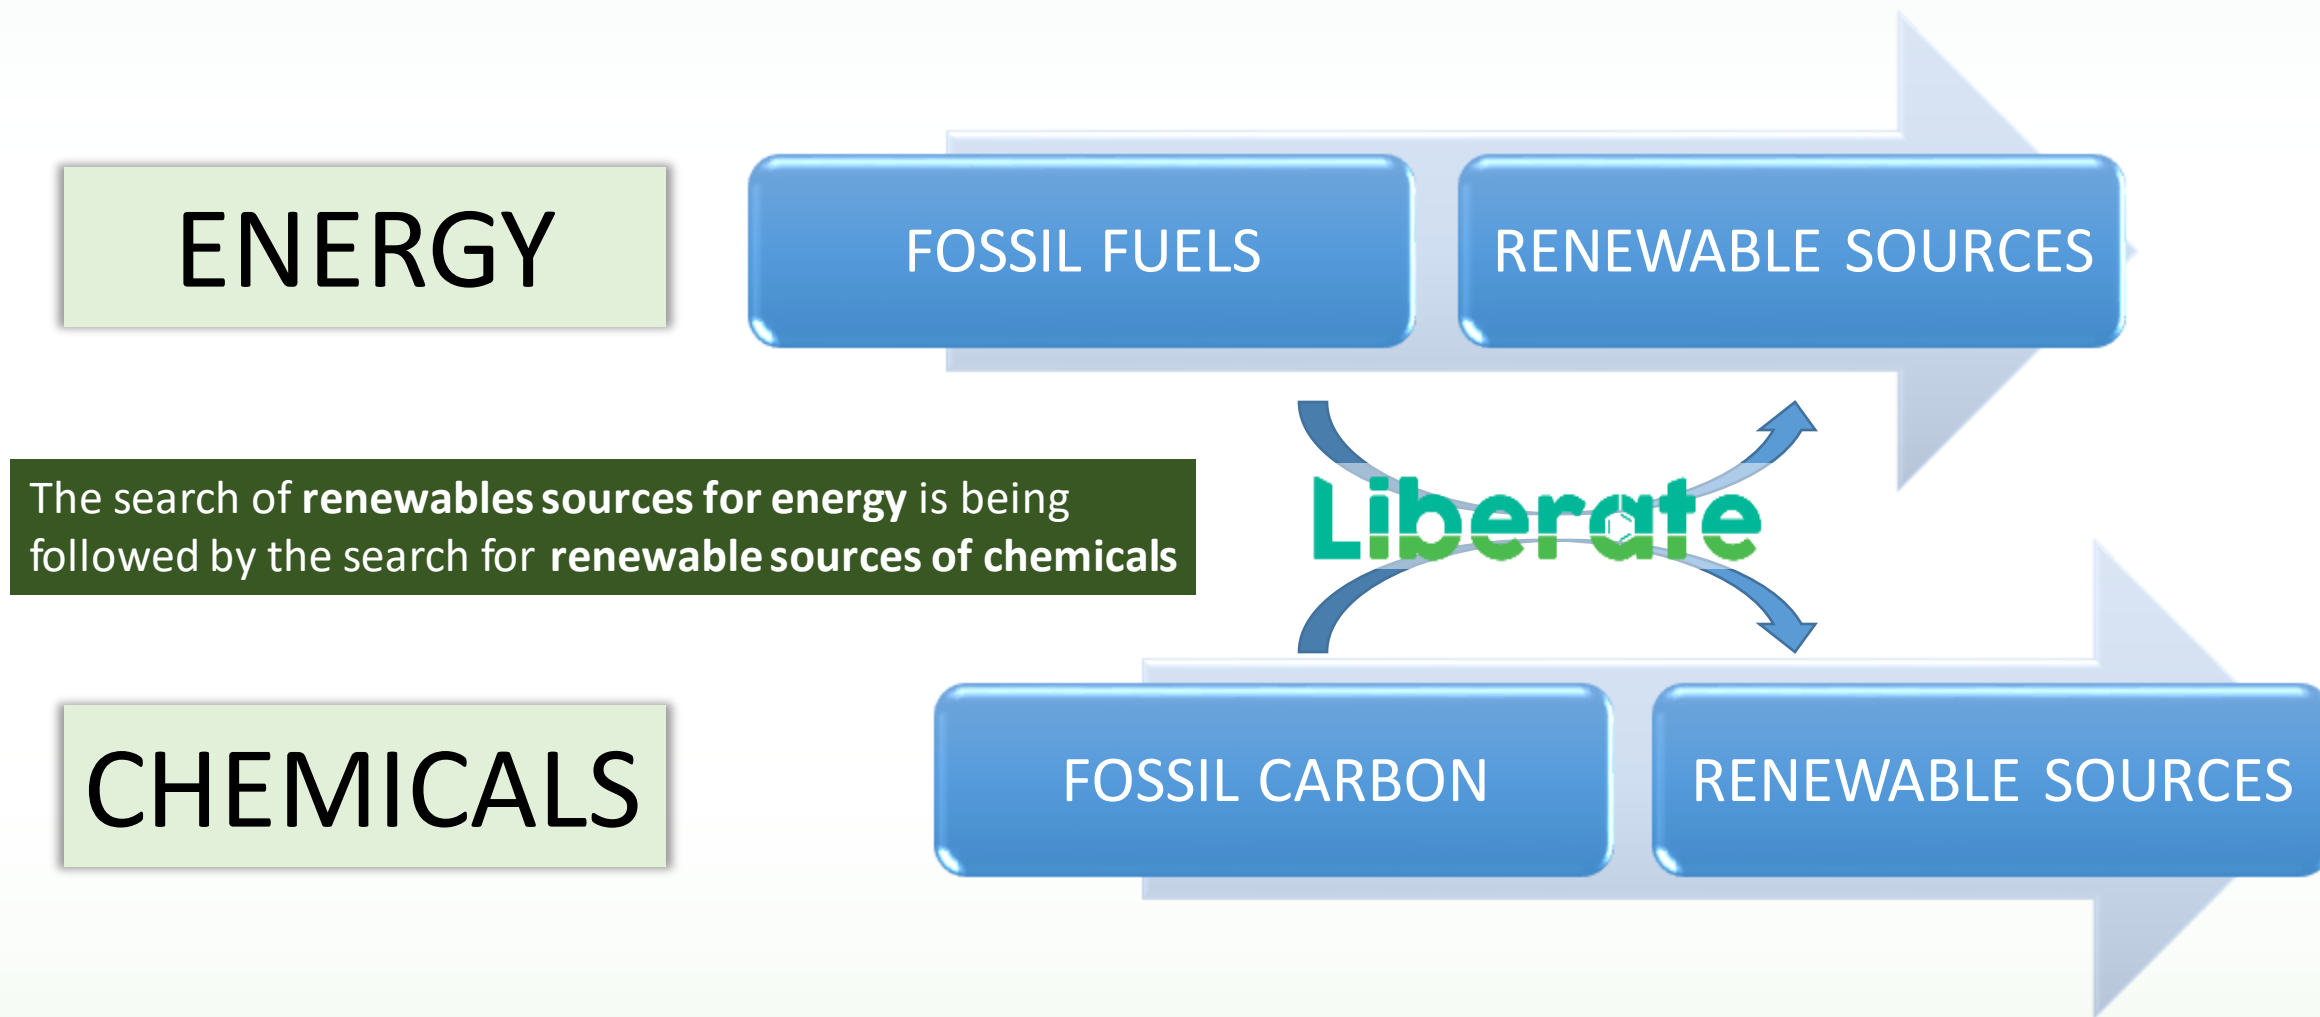 ENERGY
FOSSIL FUELS
RENEWABLE SOURCES
The search of renewables sources for energy is being
followed by the search for renewable sources of chemicals
Liberate
CHEMICALS
FOSSIL CARBON
RENEWABLE SOURCES